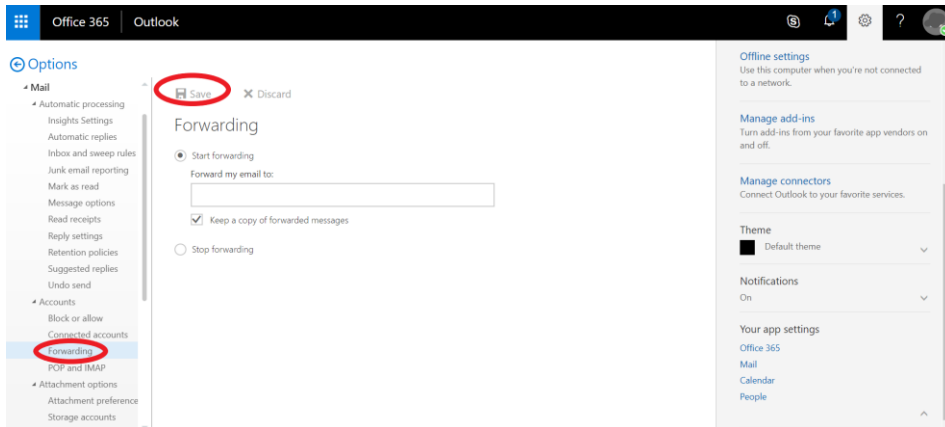 Office 365
Outlook
1
?
Options
Mail
Automatic processing
Insights Settings
Automatic replies
Inbox and sweep rules
Junk email reporting
Mark as read
Message options
Read receipts
Reply settings
Retention policies
Suggested replies
Undo send
Accounts
Block or allow
Connected accounts
Forwarding
POP and IMAP
Attachment options
Attachment preference
Storage accounts
Save
Discard
Forwarding
Start forwarding
Forward my email to:
Keep a copy of forwarded messages
Stop forwarding
Offline settings
Use this computer when you're not connected
to a network.
Manage add-ins
Turn add-ins from your favorite app vendors on
and off.
Manage connectors
Connect Outlook to your favorite services.
Theme
Default theme
Notifications
On
Your app settings
Office 365
Mail
Calendar
People